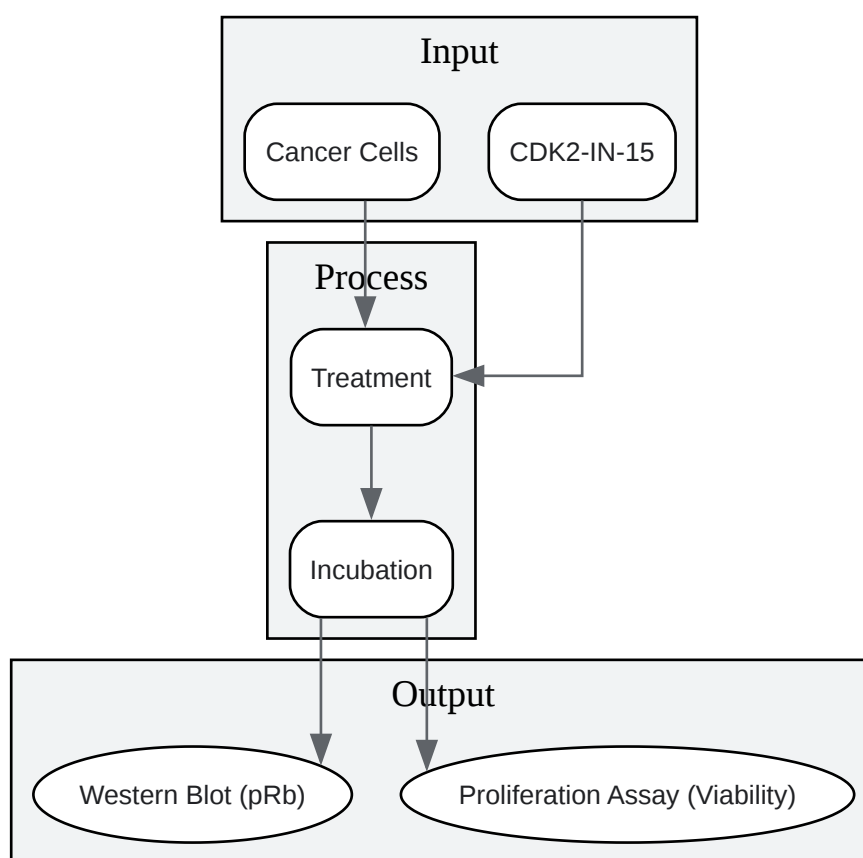 Input
Cancer Cells
CDK2-IN-15
Process
Treatment
Incubation
Output
Western Blot (pRb)
Proliferation Assay (Viability)